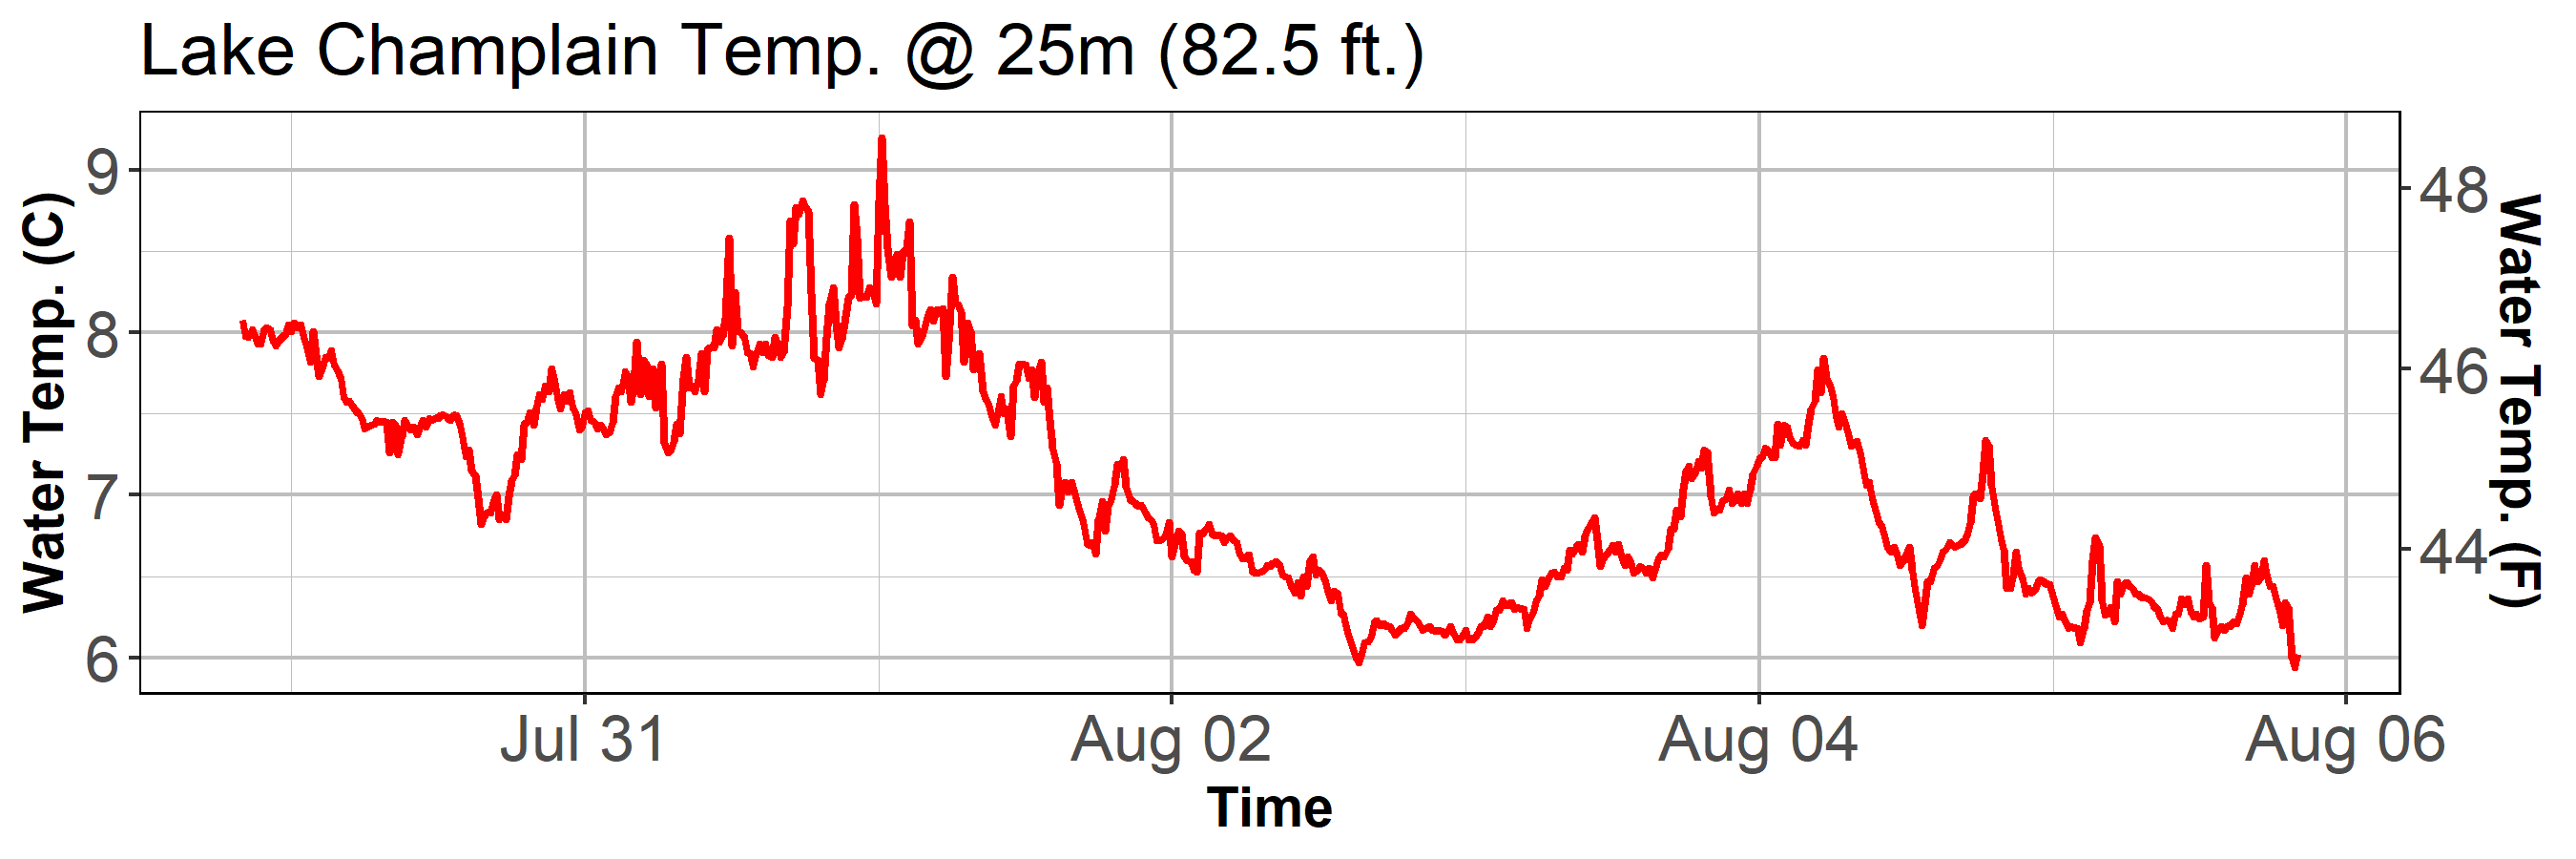 Lake Champlain Temp. @ 25m (82.5 ft.)
Water Temp. (C)
9
8
7
6
48
46
44
Water Temp. (F)
Jul 31
Aug 02
Aug 04
Aug 06
Time